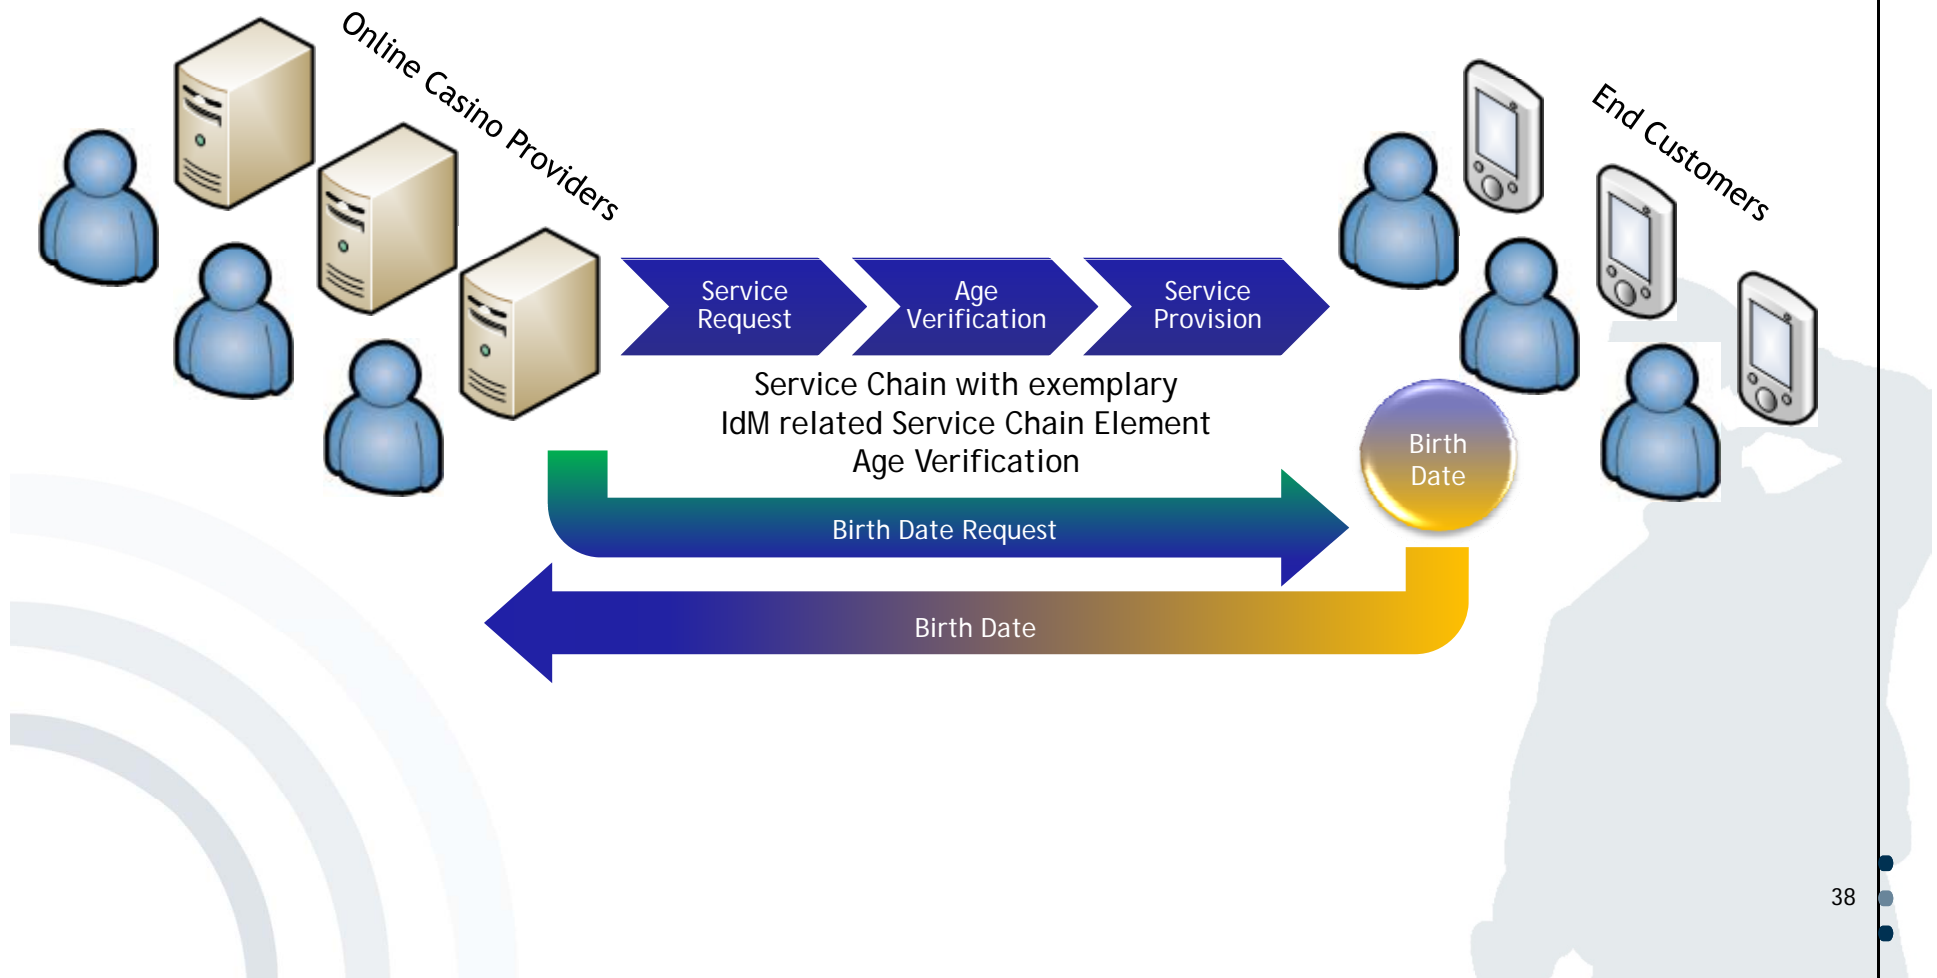 Online Casino Providers
End Customers
Service
Request
Age
Verification
Service
Provision
Service Chain with exemplary
IdM related Service Chain Element
Age Verification
Birth
Date
Birth Date Request
Birth Date
38